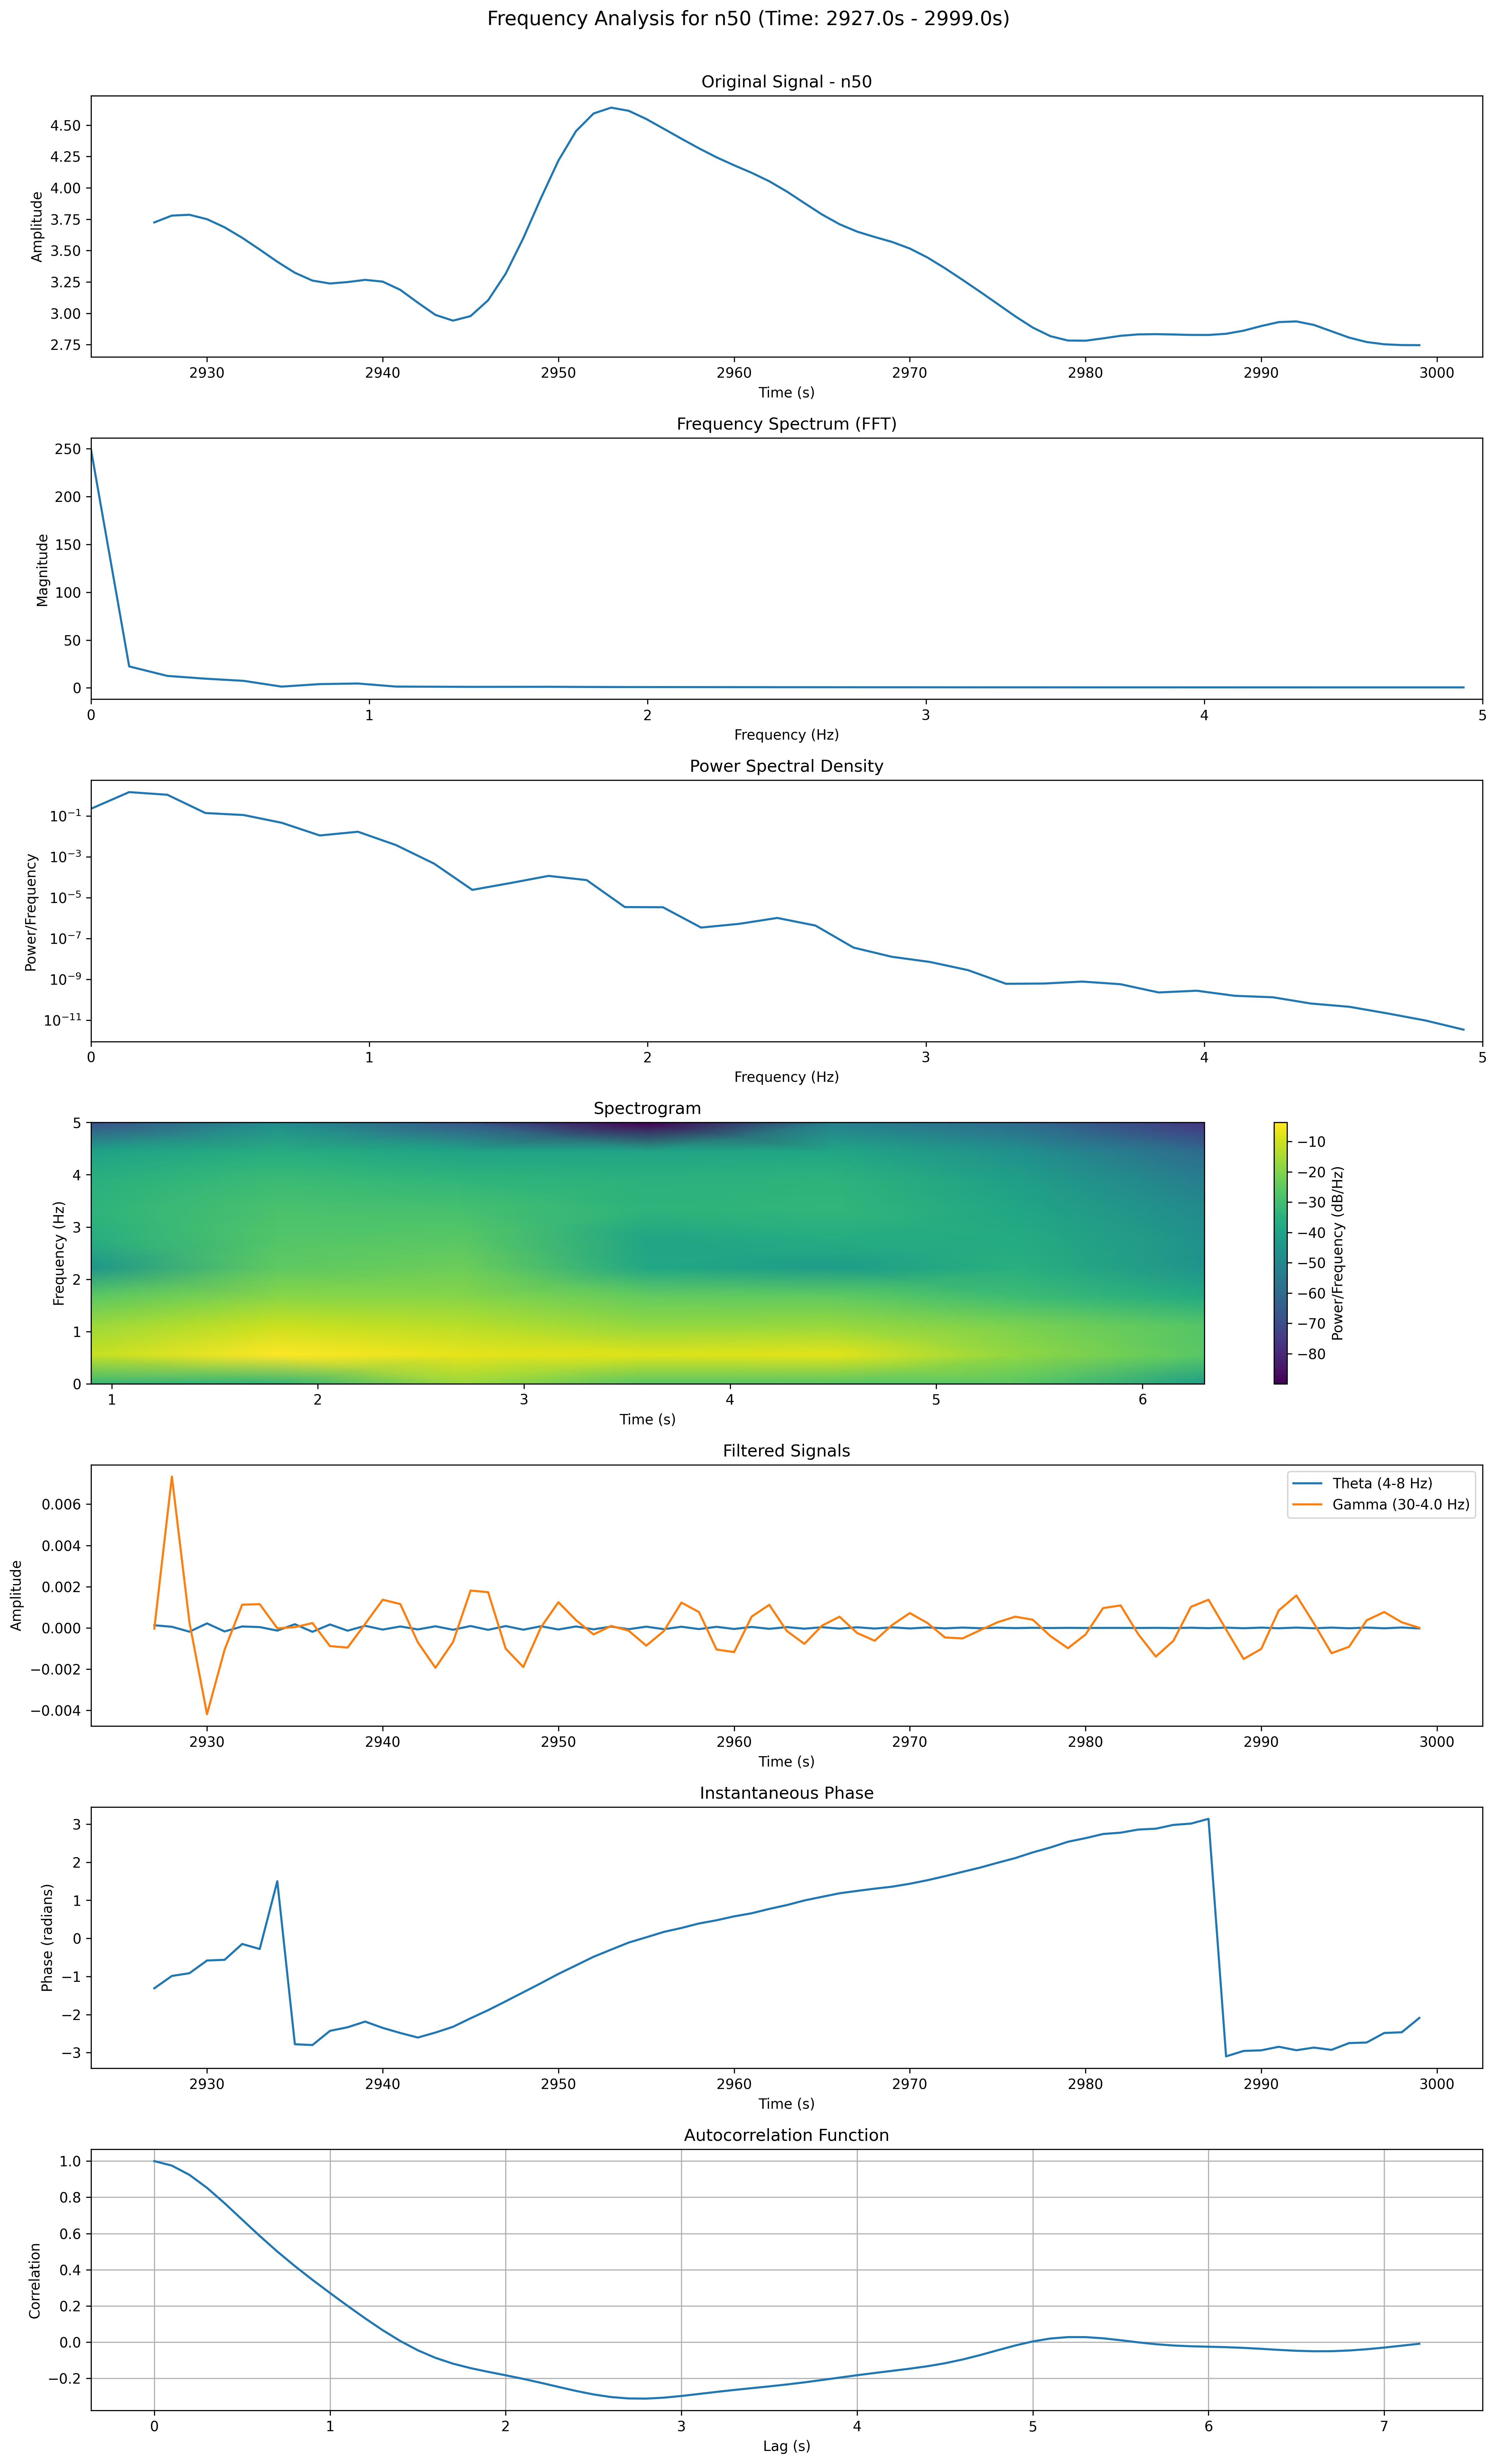 Frequency Analysis for n50 (Time: 2927.0s - 2999.0s)
Original Signal - n50
Amplitude
4.50
4.25
4.00
3.75
3.50
3.25
3.00
2.75
2930 2940 2950 2960 2970 2980 2990 3000
Time (s)
Frequency Spectrum (FFT)
Magnitude
250
200
150
100
50
0
0 1 2 3 4 5
Frequency (Hz)
Power Spectral Density
Power/Frequency
10⁻¹
10⁻³
10⁻⁵
10⁻⁷
10⁻⁹
10⁻¹¹
0 1 2 3 4 5
Frequency (Hz)
Spectrogram
Frequency (Hz)
5
4
3
2
1
0
1 2 3 4 5 6
Time (s)
−10
−20
−30
−40
−50
−60
−70
−80
Power/Frequency (dB/Hz)
Filtered Signals
Theta (4-8 Hz)
Gamma (30-4.0 Hz)
Amplitude
0.006
0.004
0.002
0.000
−0.002
−0.004
2930 2940 2950 2960 2970 2980 2990 3000
Time (s)
Instantaneous Phase
Phase (radians)
3
2
1
0
−1
−2
−3
2930 2940 2950 2960 2970 2980 2990 3000
Time (s)
Autocorrelation Function
Correlation
1.0
0.8
0.6
0.4
0.2
0.0
−0.2
0 1 2 3 4 5 6 7
Lag (s)